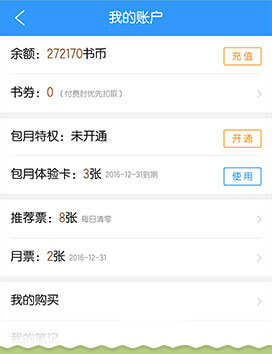 我的账户
余额：272170书币 充值
书券：0 （付费时优先扣取）
包月特权：未开通 开通
包月体验卡：3张 2016-12-31到期 使用
推荐票：8张 每日清零
月票：2张 2016-12-31
我的购买
我的笔记